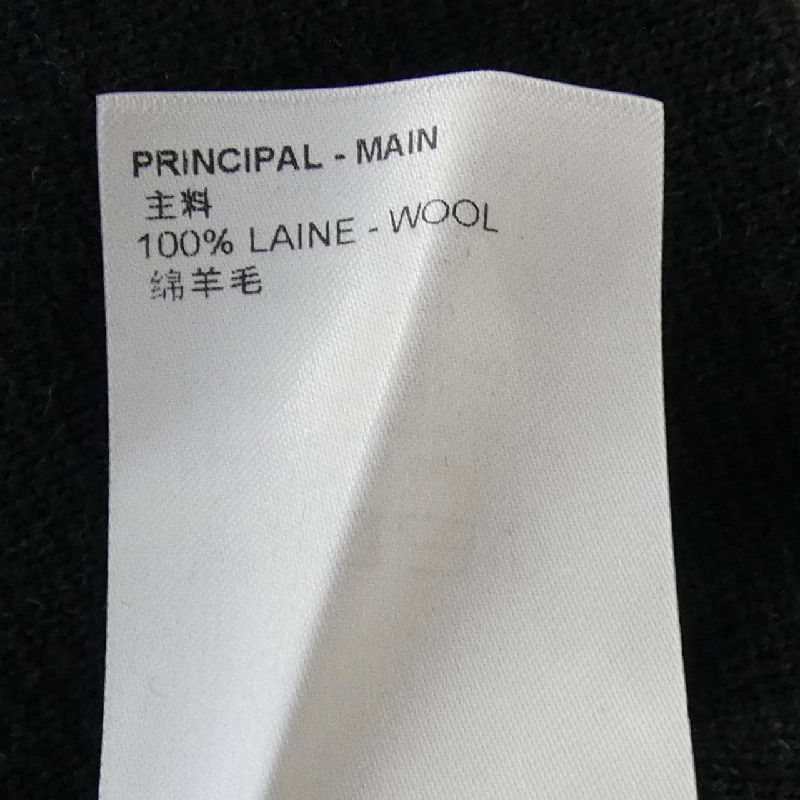 PRINCIPAL - MAIN
主料
100% LAINE - WOOL
绵羊毛